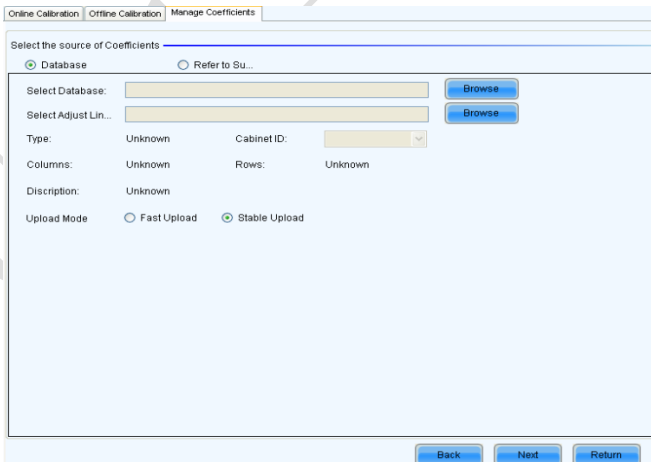 Online Calibration Offline Calibration Manage Coefficients
Select the source of Coefficients
Database Refer to Su...
Select Database: Browse
Select Adjust Lin... Browse
Type: Unknown Cabinet ID:
Columns: Unknown Rows: Unknown
Discription: Unknown
Upload Mode Fast Upload Stable Upload
Back Next Return